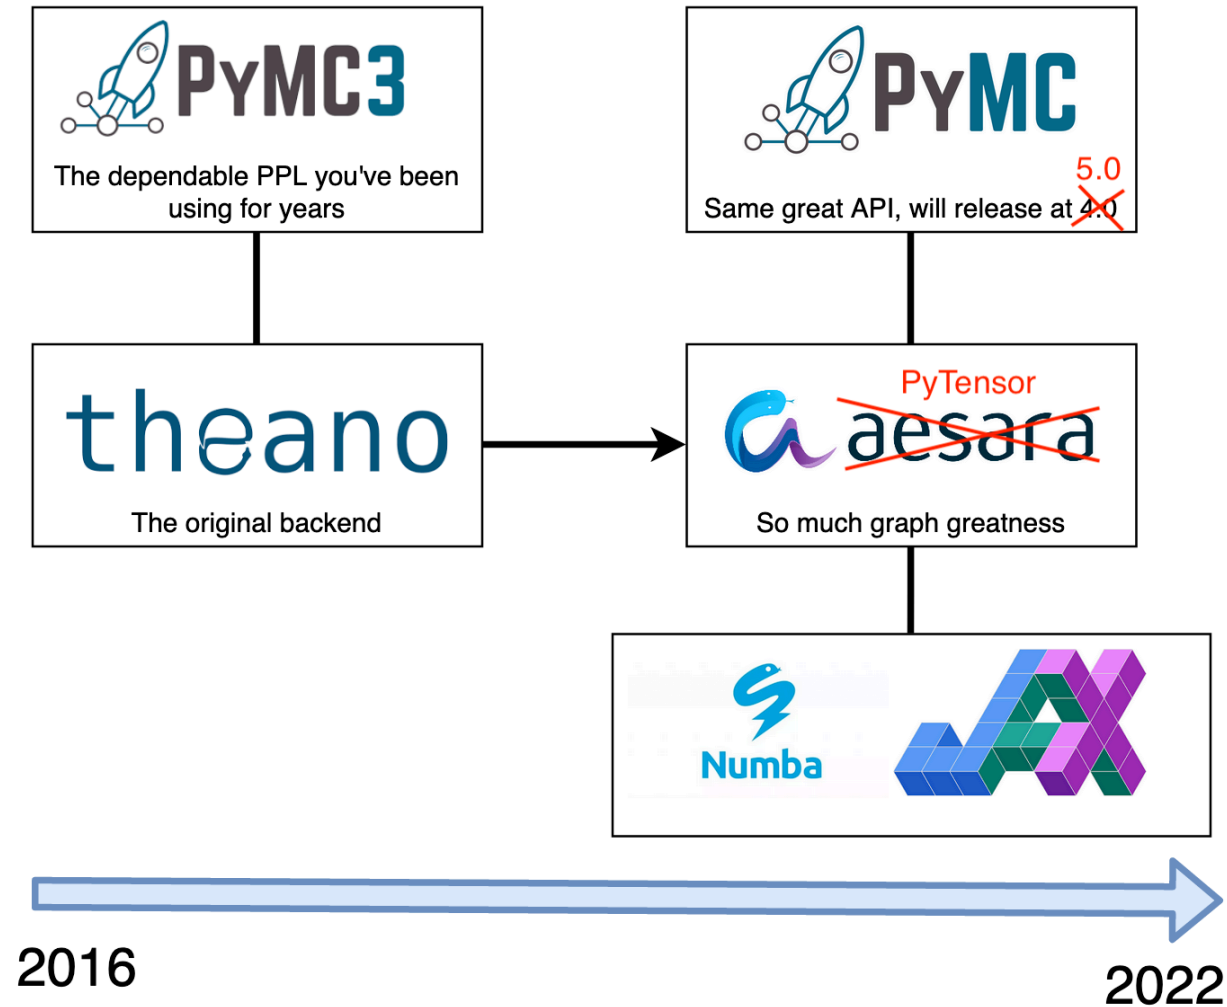 PyMC3
The dependable PPL you've been
using for years
PyMC
5.0
Same great API, will release at 4.0
theano
The original backend
PyTensor
aesara
So much graph greatness
Numba
JAX
2016
2022